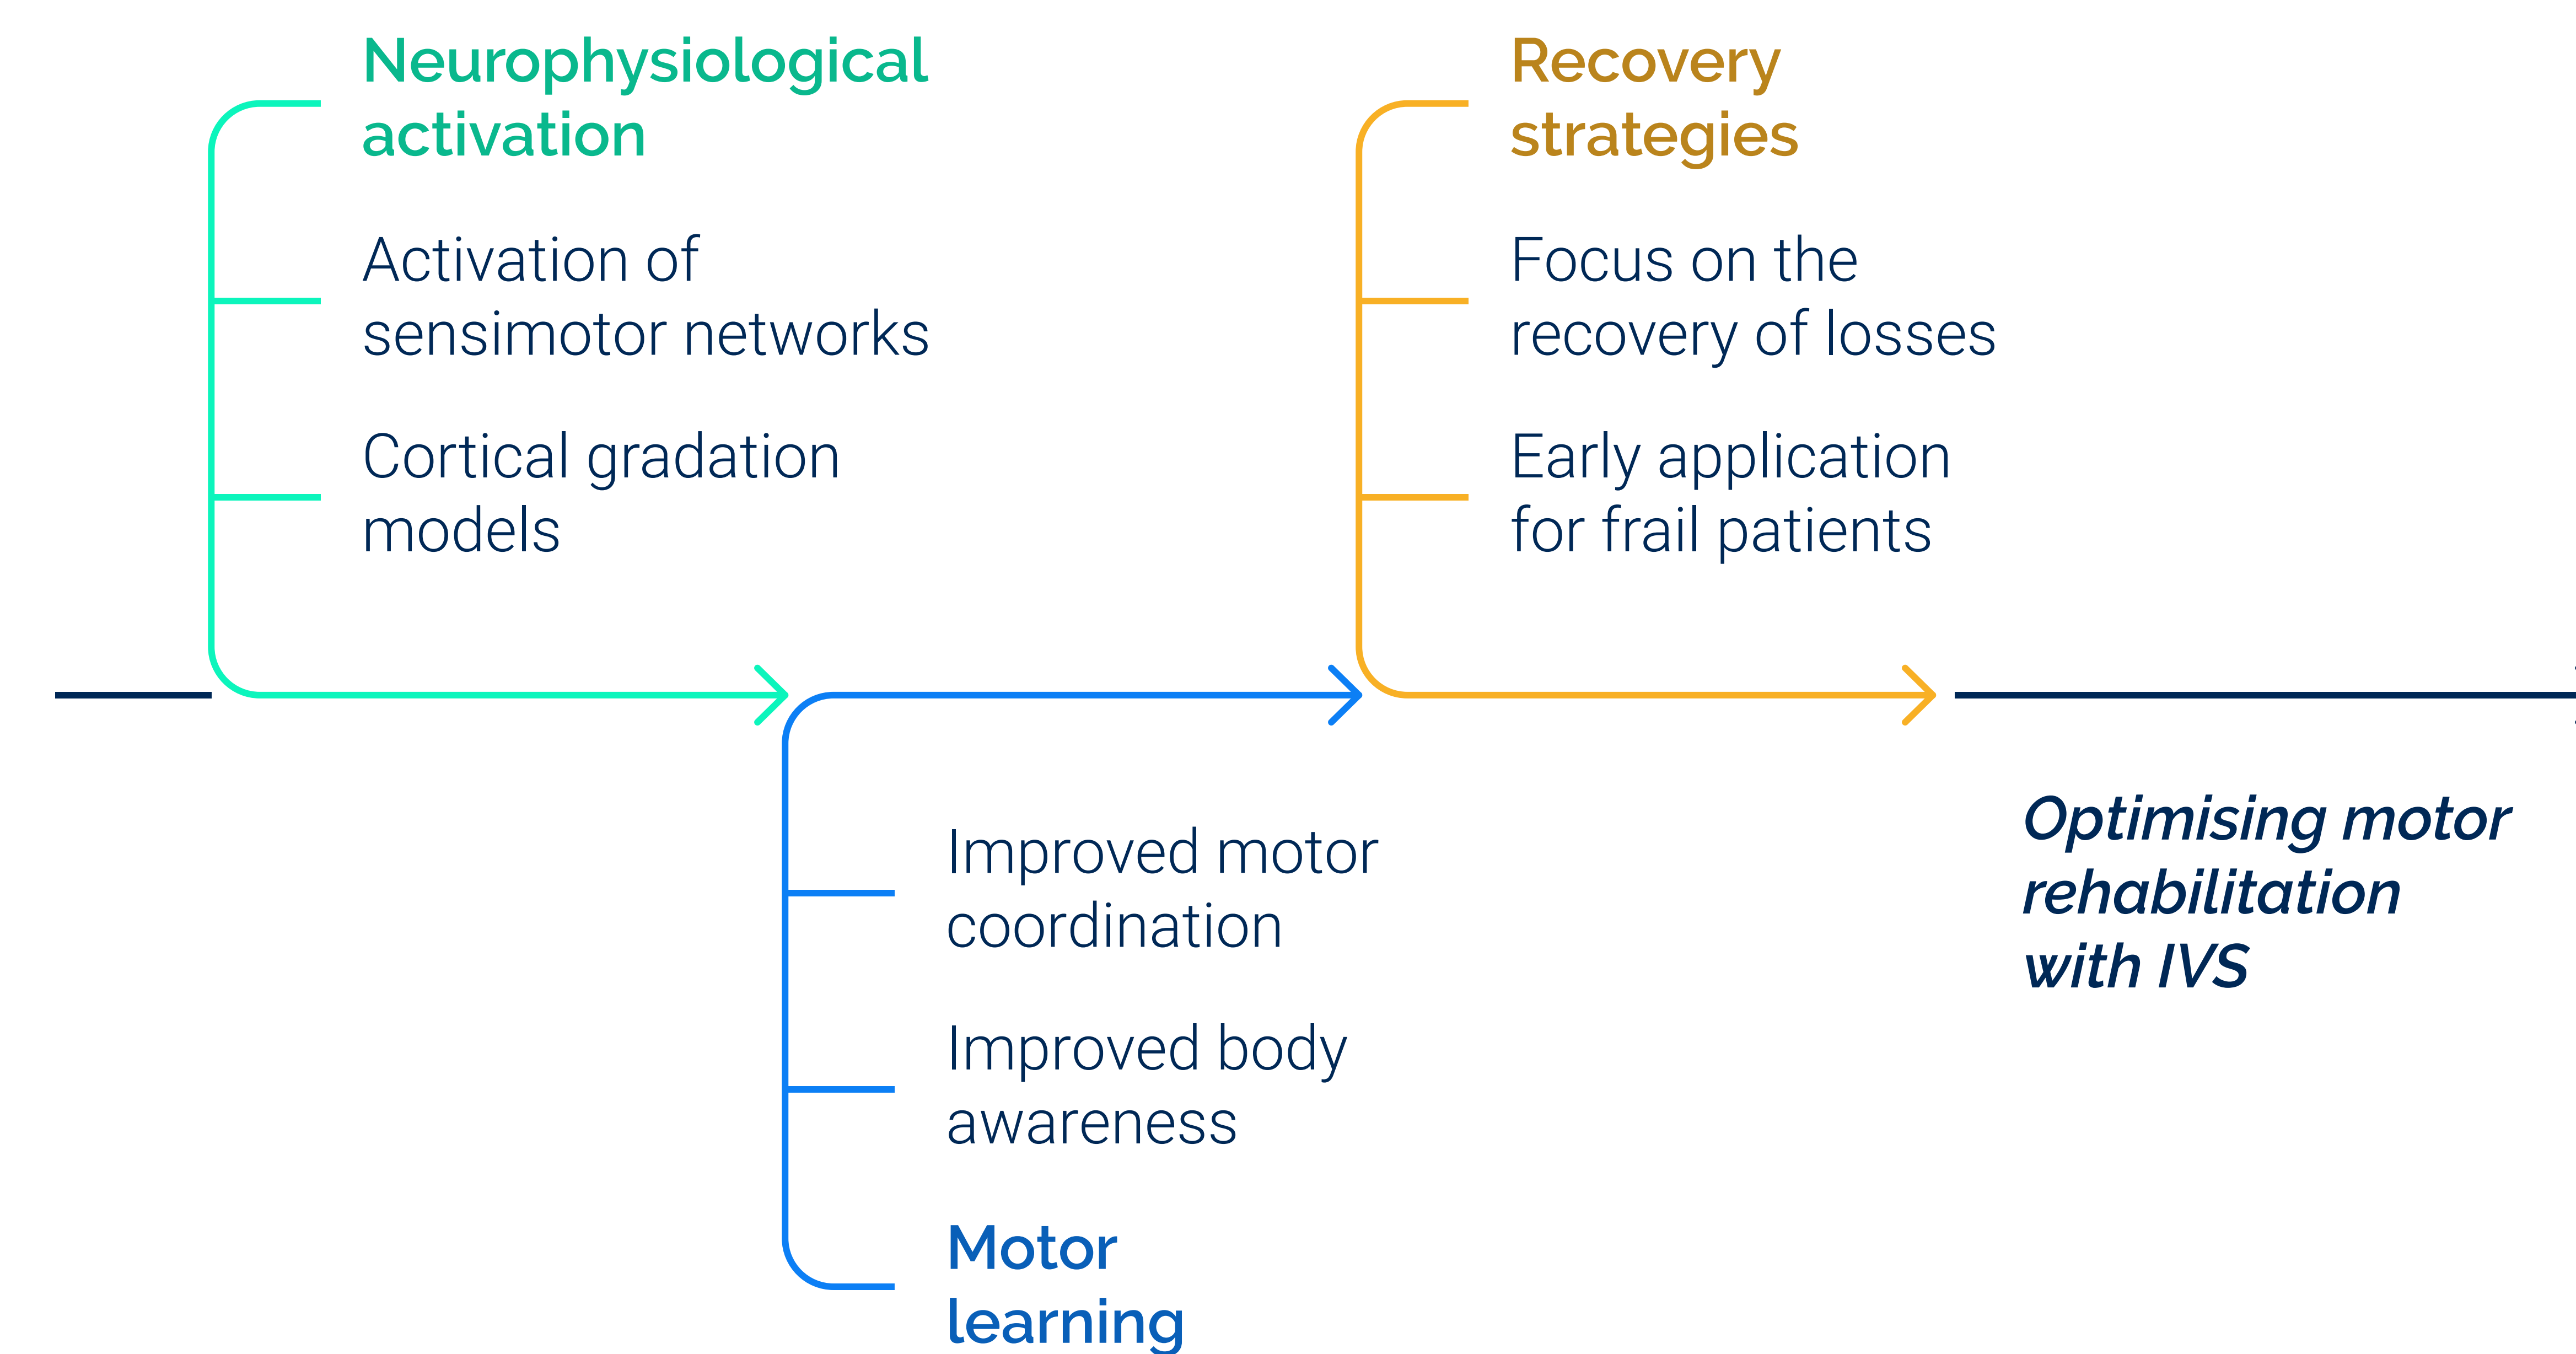 Neurophysiological
activation
Activation of
sensimotor networks
Cortical gradation
models
Improved motor
coordination
Improved body
awareness
Motor
learning
Recovery
strategies
Focus on the
recovery of losses
Early application
for frail patients
Optimising motor
rehabilitation
with IVS